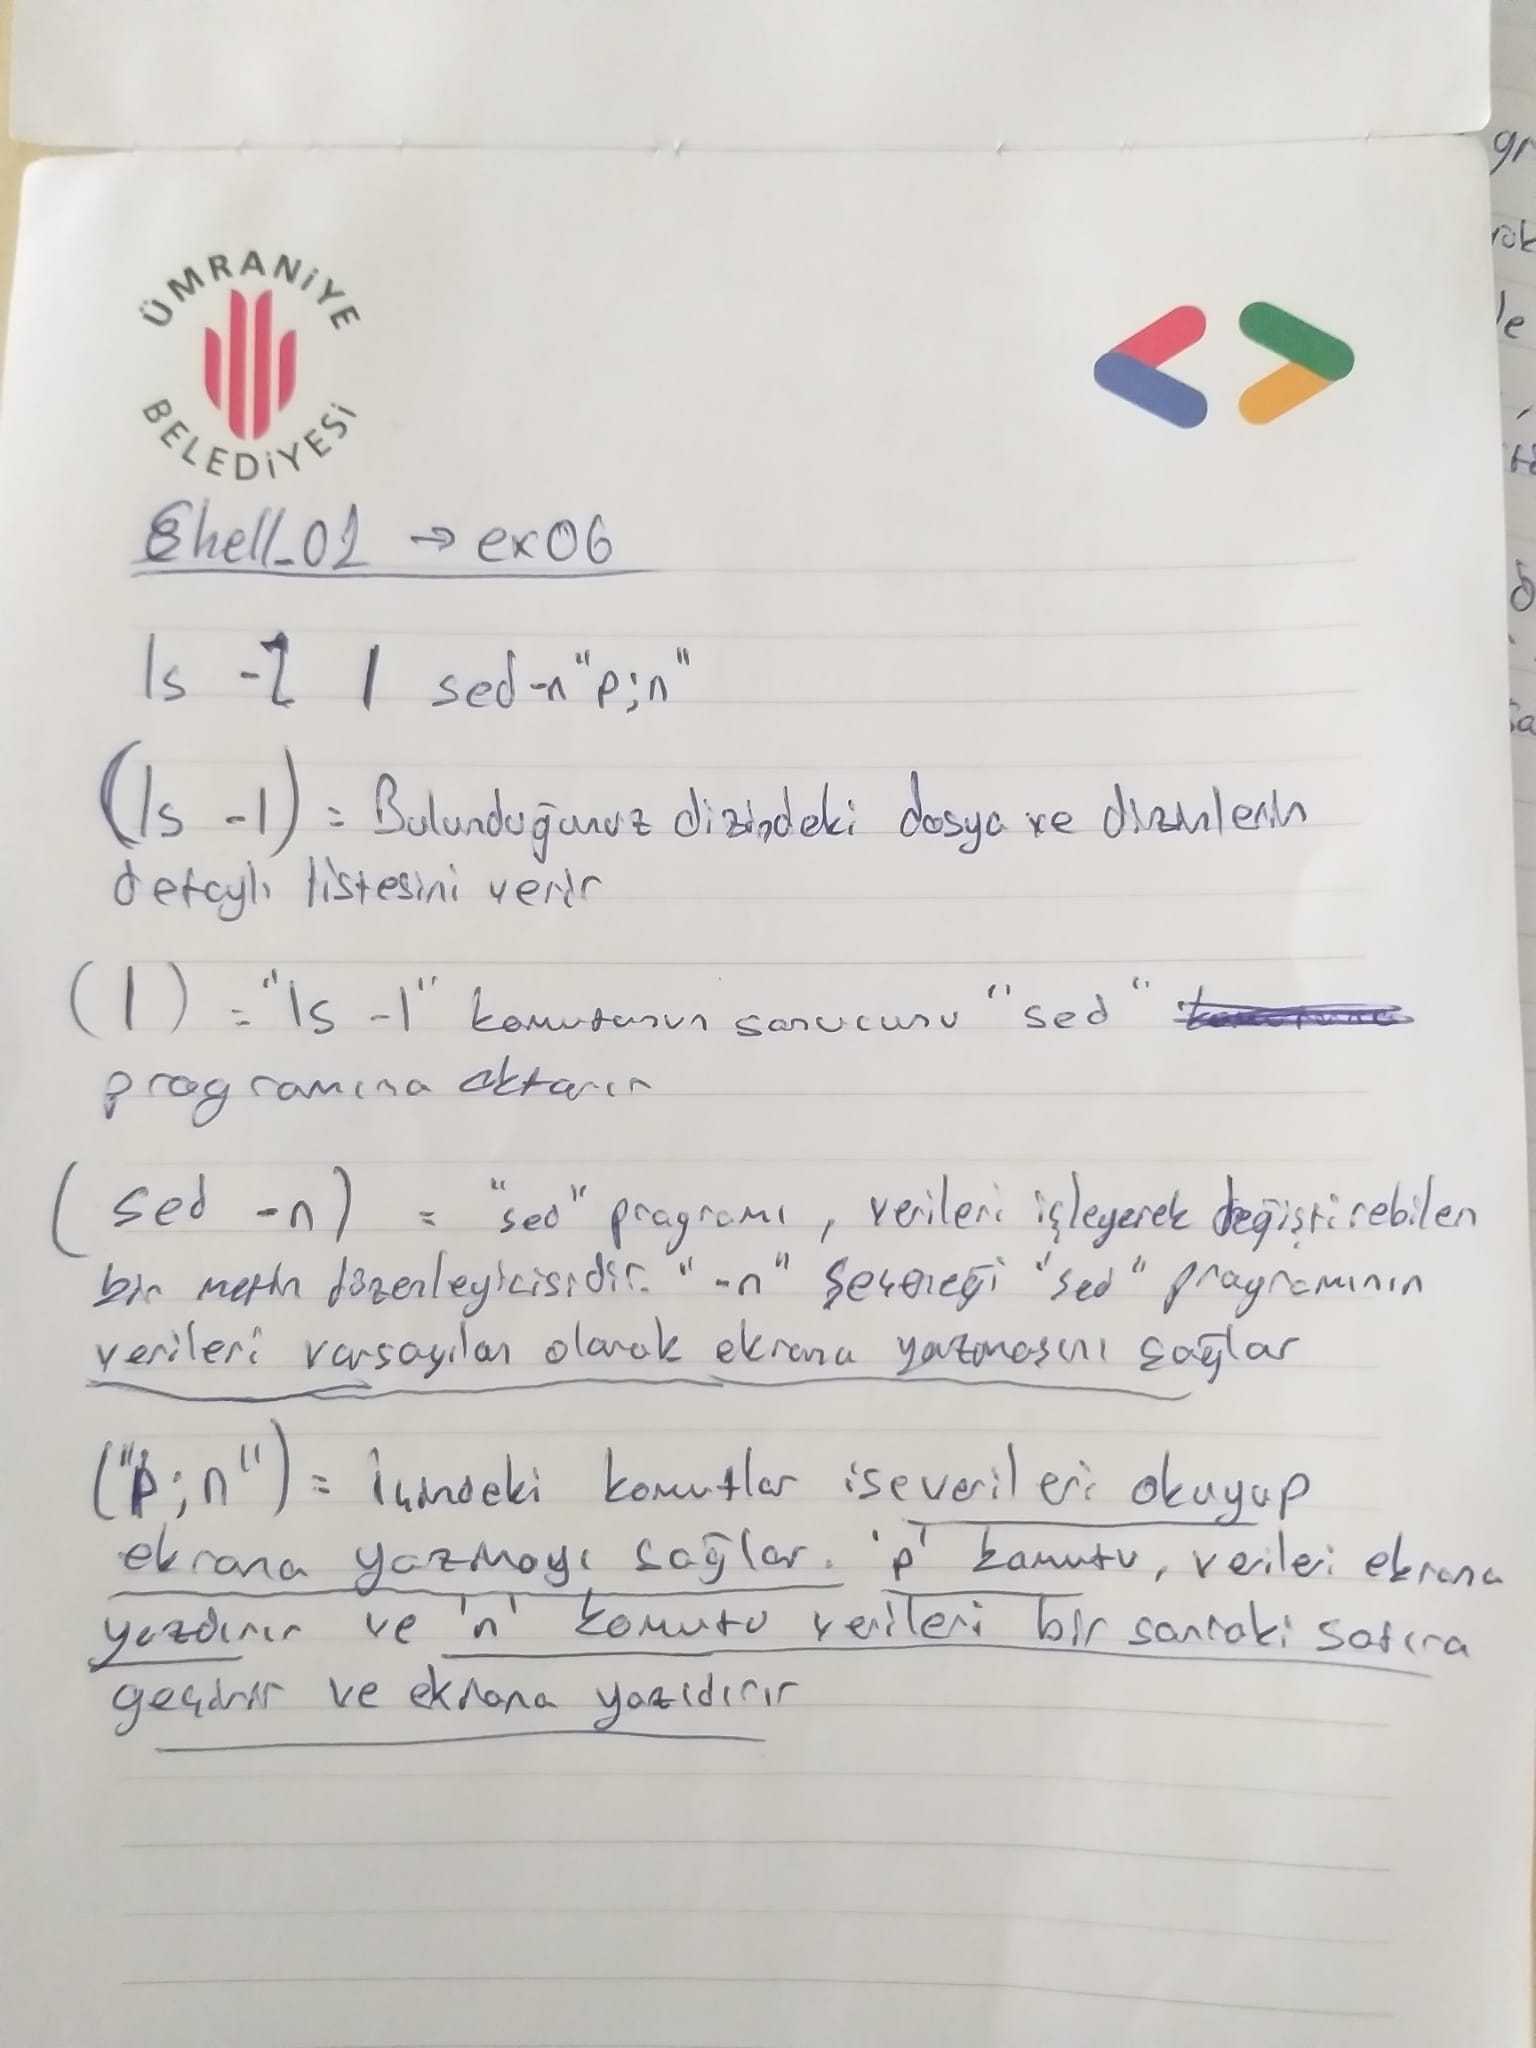 ÜMRANİYE
BELEDİYESİ
Shell_01 → ex06
ls -l | sed -n "p;n"
(ls -l) = Bulunduğunuz dizindeki dosya ve dizinlerin
detaylı listesini verir
(|) = "ls -l" komutunun sonucunu "sed"
programına aktarır
(sed -n) = "sed" programı, verileri işleyerek değiştirebilen
bir metin düzenleyicisidir. "-n" seçeneği "sed" programının
verileri varsayılan olarak ekrana yazmasını sağlar
("p;n") = İçindeki komutlar ise verileri okuyup
ekrana yazmayı sağlar. 'p' komutu, verileri ekrana
yazdırır ve 'n' komutu verileri bir sonraki satıra
geçirir ve ekrana yazıdırır